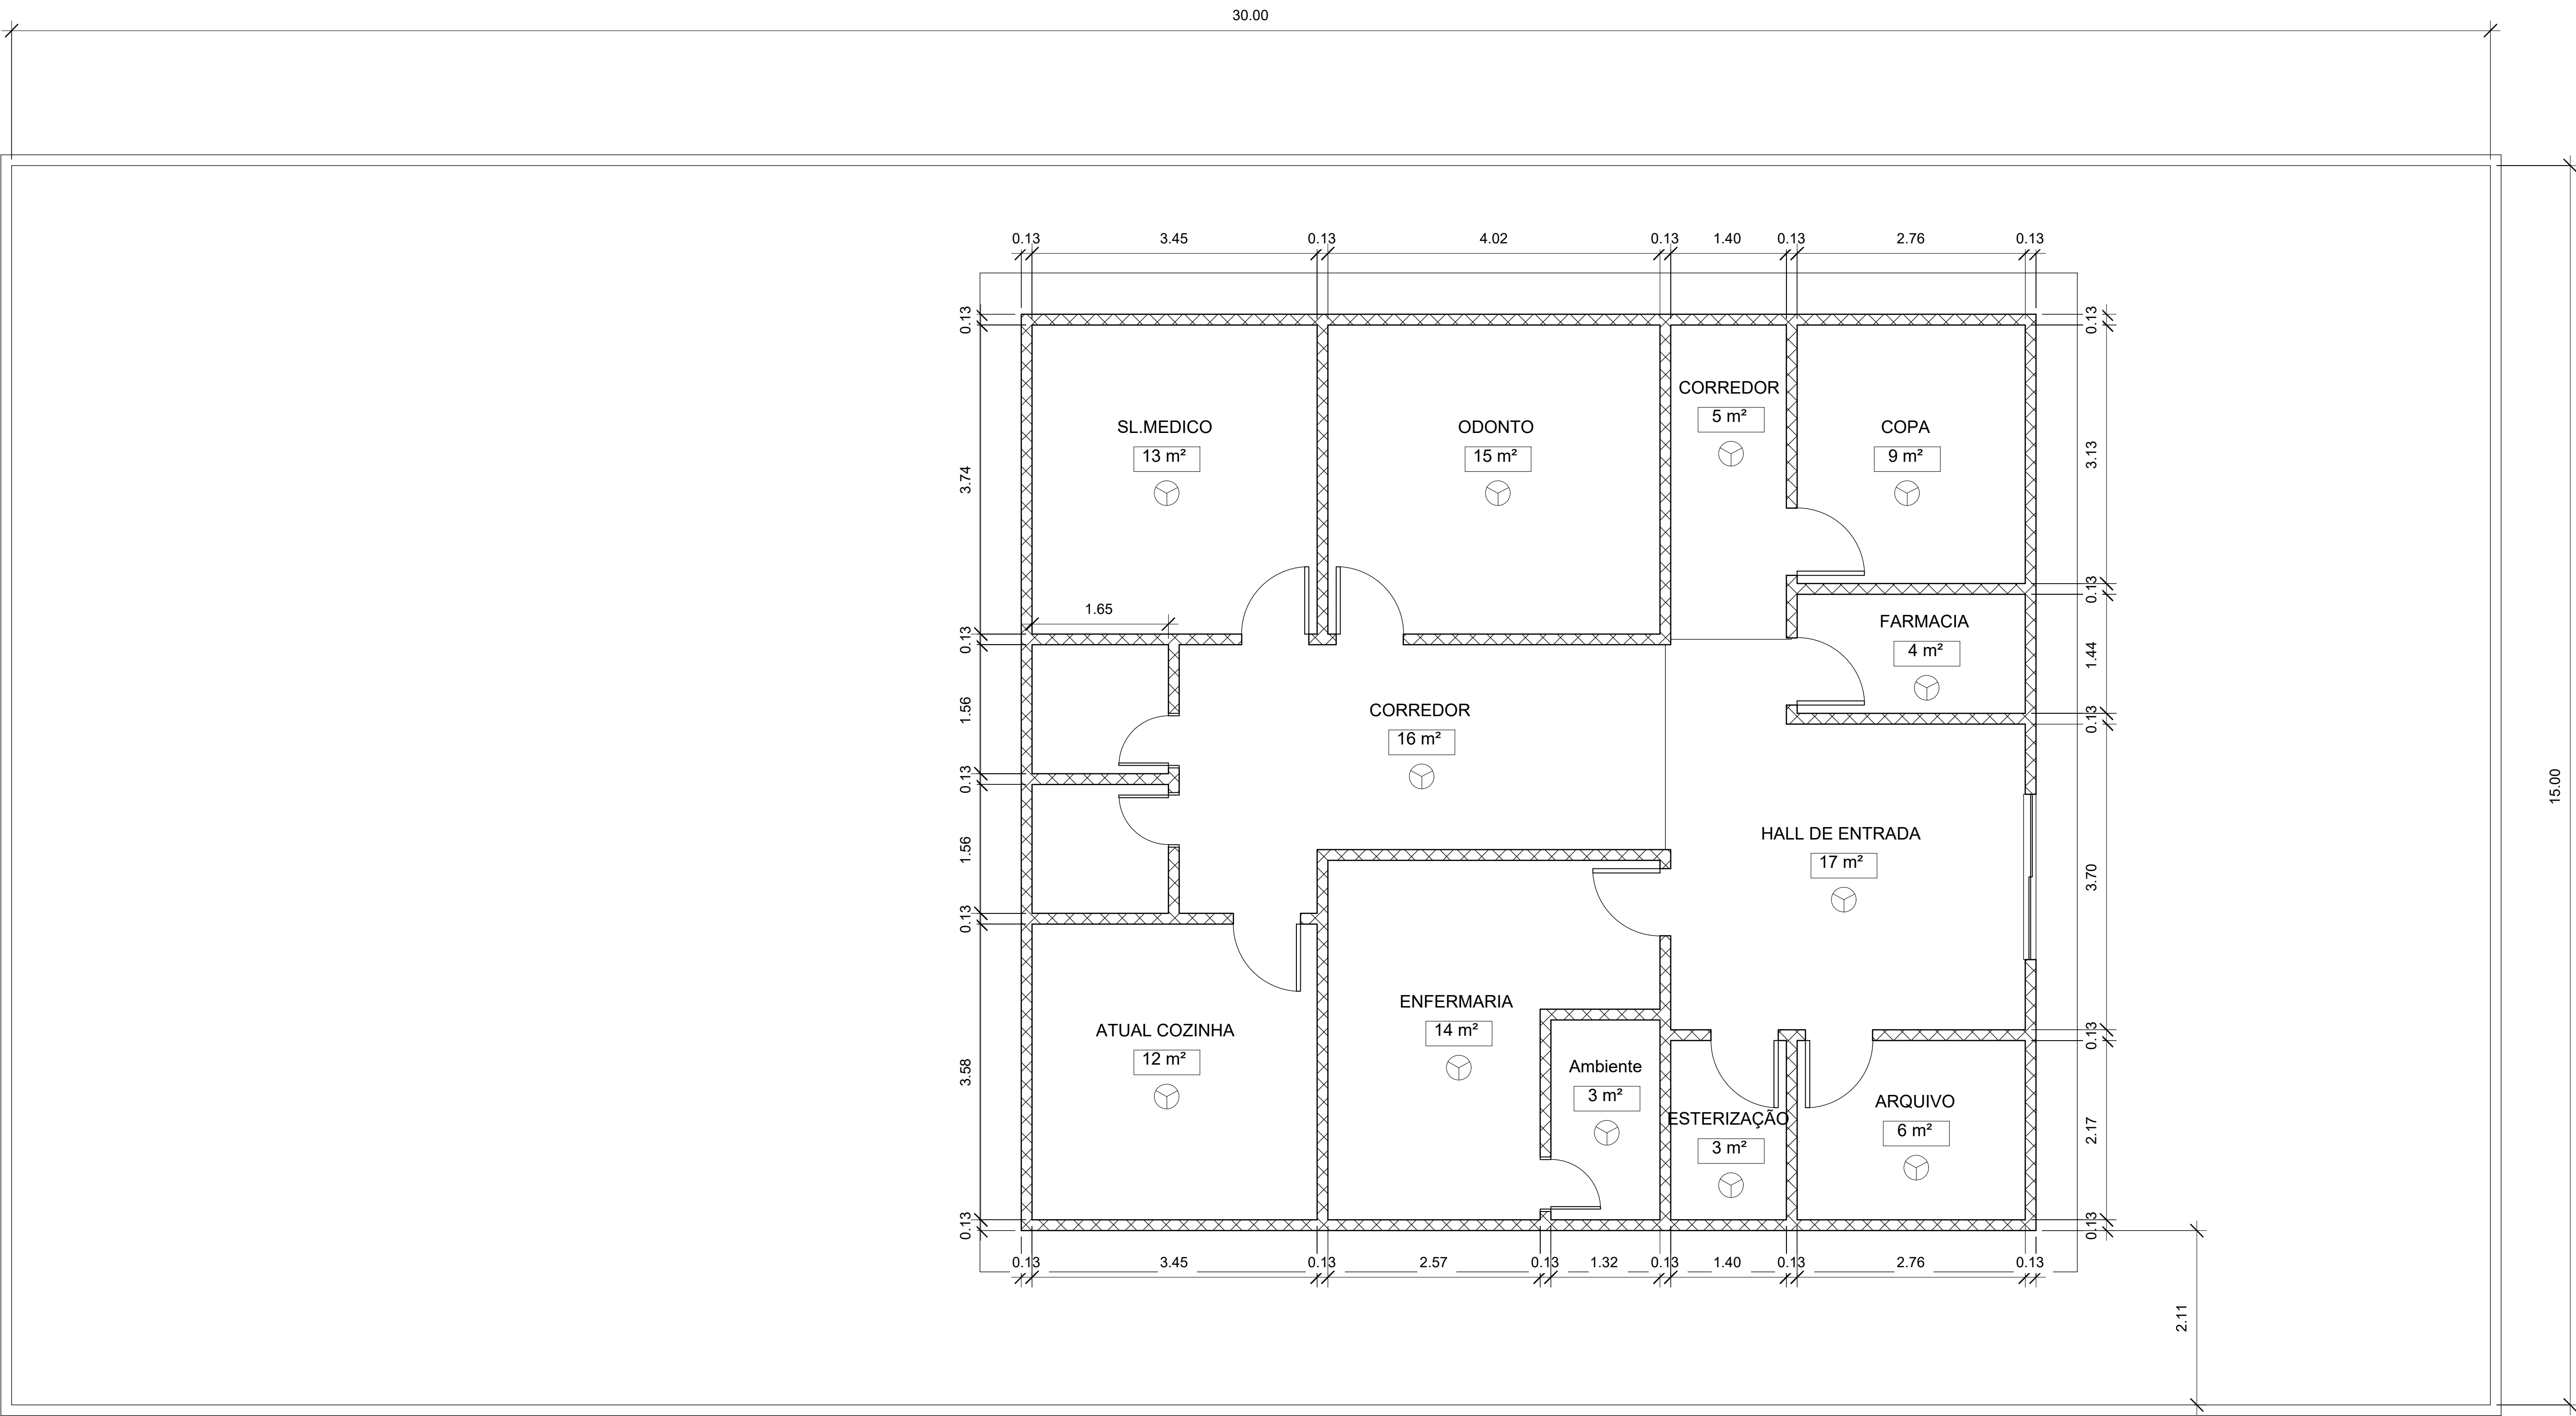 30.00
0.13 3.45 0.13 4.02 0.13 1.40 0.13 2.76 0.13
0.13
0.13
CORREDOR
5 m²
SL.MEDICO
13 m²
ODONTO
15 m²
COPA
9 m²
3.13
3.74
0.13
1.65
FARMACIA
4 m²
0.13
1.44
1.56
CORREDOR
16 m²
0.13
0.13
15.00
HALL DE ENTRADA
17 m²
1.56
3.70
0.13
ENFERMARIA
14 m²
ATUAL COZINHA
12 m²
0.13
3.58
Ambiente
3 m²
ESTERIZAÇÃO
3 m²
ARQUIVO
6 m²
2.17
0.13
0.13
0.13 3.45 0.13 2.57 0.13 1.32 0.13 1.40 0.13 2.76 0.13
2.11